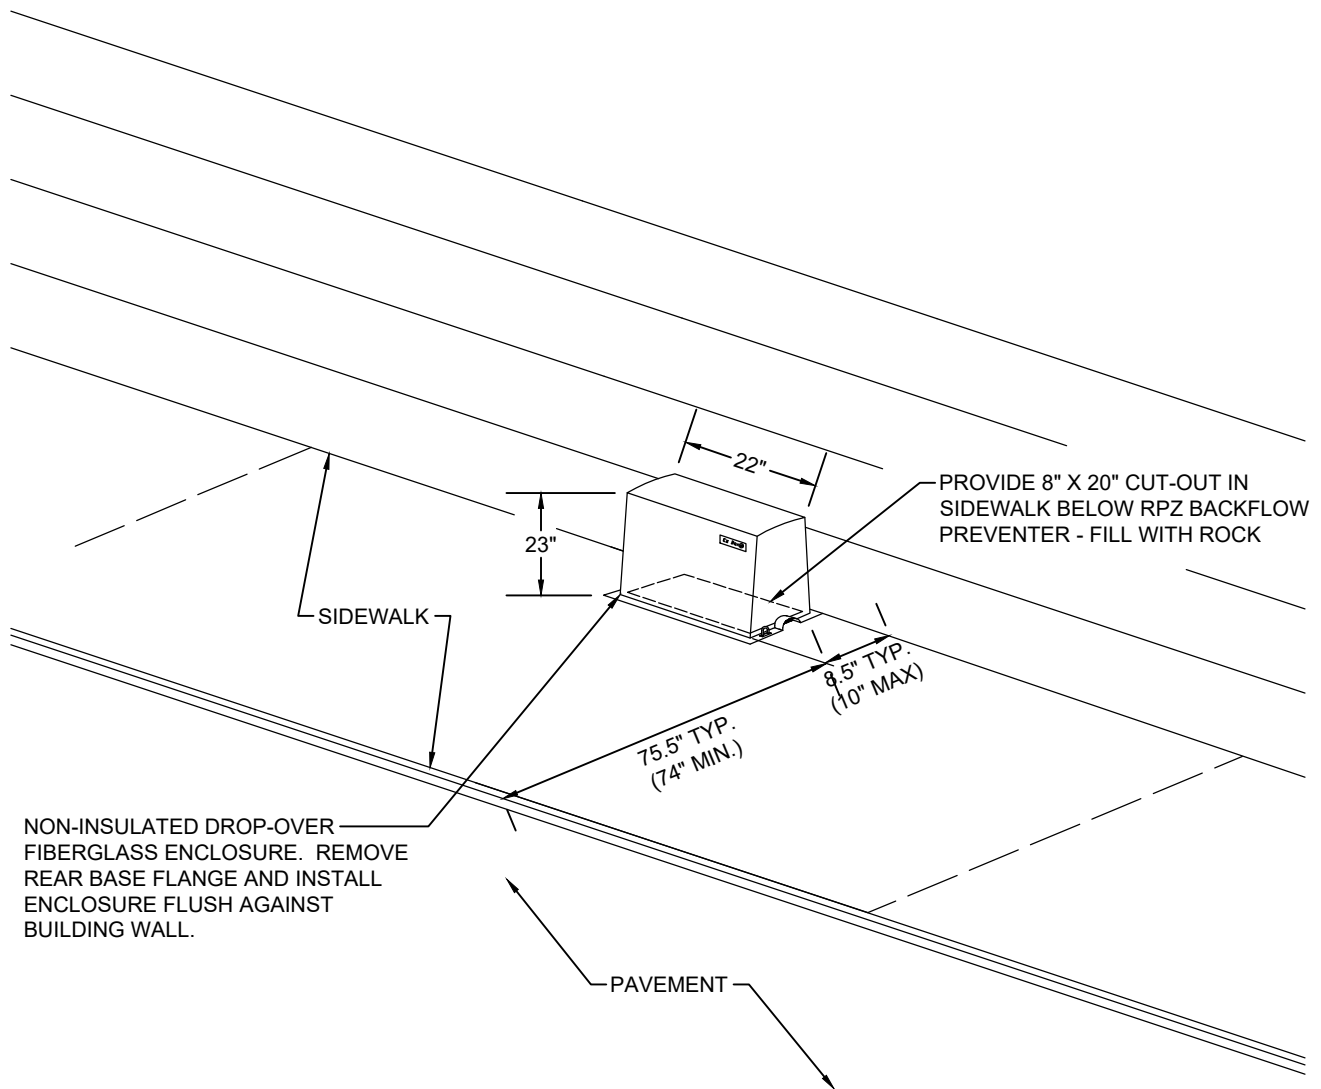 22"
PROVIDE 8" X 20" CUT-OUT IN
SIDEWALK BELOW RPZ BACKFLOW
PREVENTER - FILL WITH ROCK
23"
SIDEWALK
8.5" TYP.
(10" MAX)
75.5" TYP.
(74" MIN.)
NON-INSULATED DROP-OVER
FIBERGLASS ENCLOSURE. REMOVE
REAR BASE FLANGE AND INSTALL
ENCLOSURE FLUSH AGAINST
BUILDING WALL.
PAVEMENT